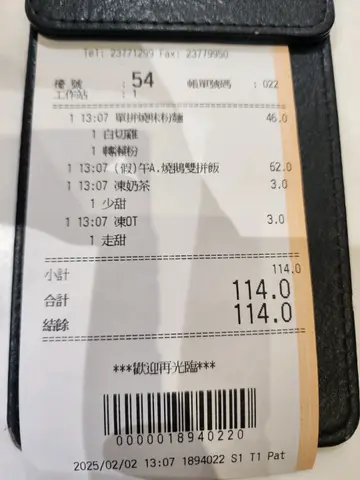 Tel: 23771299 Fax: 23779950
檯 號 : 54 帳單號碼 : 022
工作站 : 1
1 13:07 單拼燒味粉麵 46.0
1 白切雞
1 轉賴粉
1 13:07 (假)午A.燒鵝雙拼飯 62.0
1 13:07 凍奶茶 3.0
1 少甜
1 13:07 凍OT 3.0
1 走甜
小計 114.0
合計 114.0
結餘 114.0
***歡迎再光臨***
0000018940220
2025/02/02 13:07 1894022 S1 T1 Pat